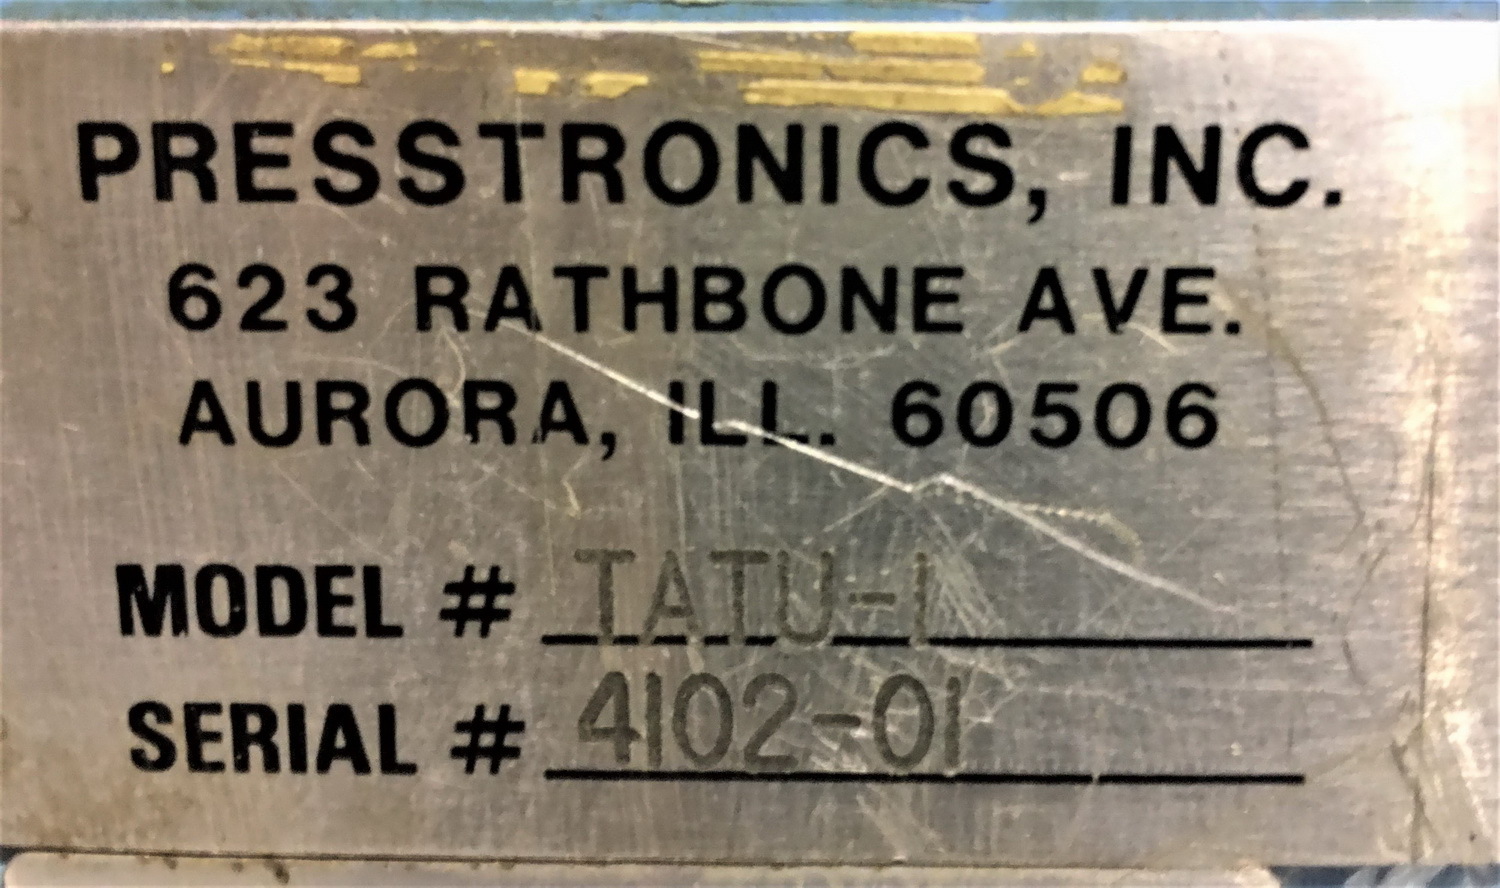 PRESSTRONICS, INC.
623 RATHBONE AVE.
AURORA, ILL. 60506
MODEL # TATU-1
SERIAL # 4102-01